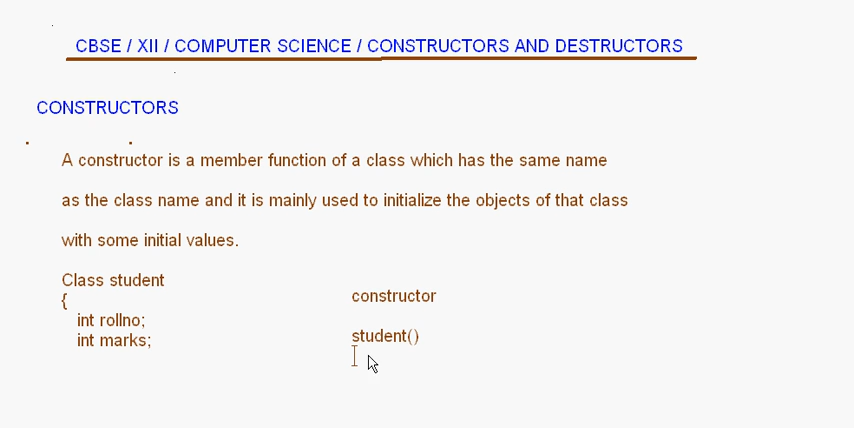 CBSE / XII / COMPUTER SCIENCE / CONSTRUCTORS AND DESTRUCTORS
CONSTRUCTORS
A constructor is a member function of a class which has the same name
as the class name and it is mainly used to initialize the objects of that class
with some initial values.
Class student
{
int rollno;
int marks;
constructor
student()